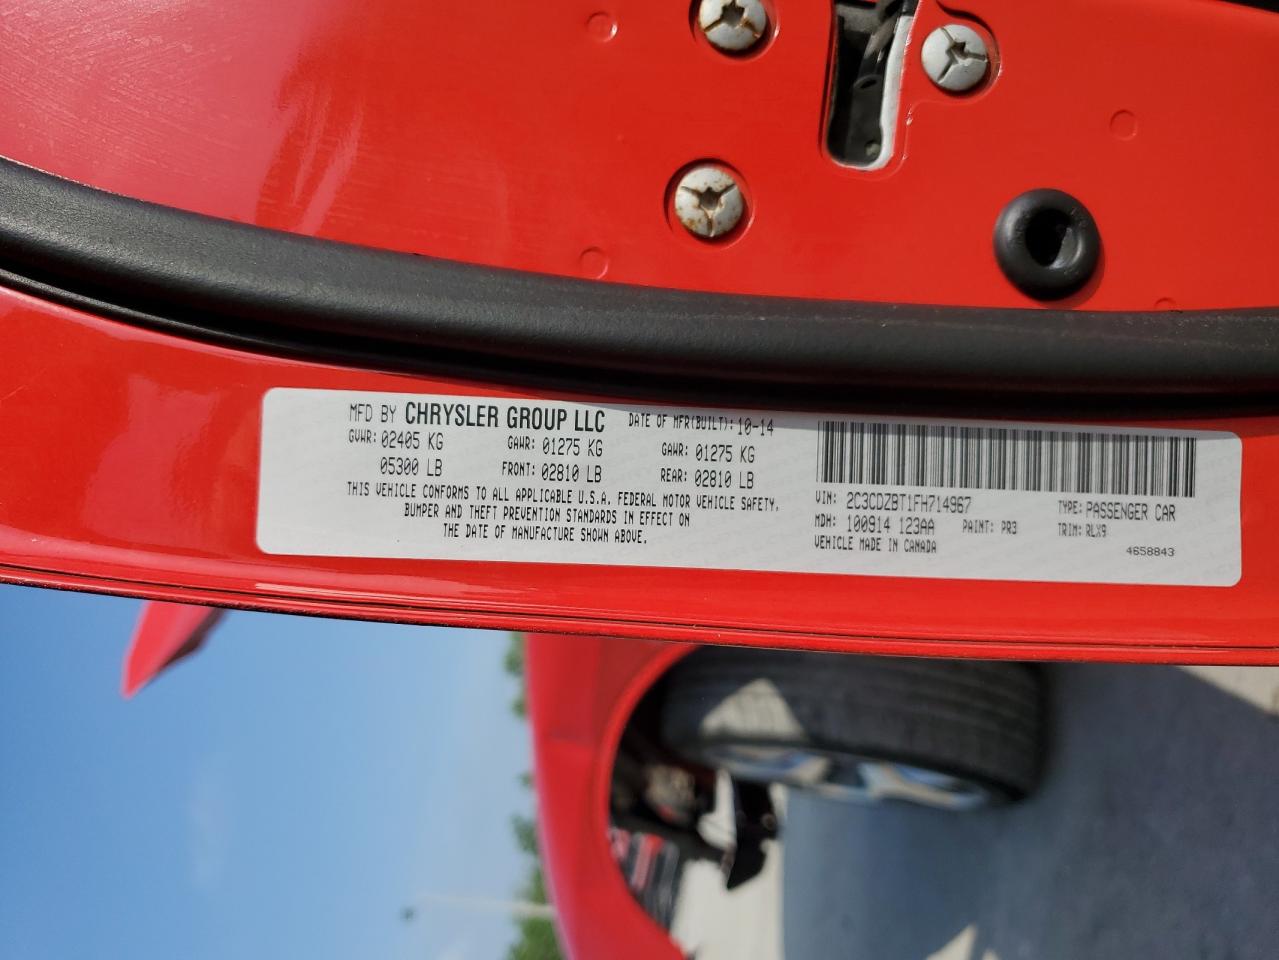 MFD BY CHRYSLER GROUP LLC DATE OF MFR(BUILT): 10-14
GVWR: 02405 KG GAWR: 01275 KG GAWR: 01275 KG
05300 LB FRONT: 02810 LB REAR: 02810 LB
THIS VEHICLE CONFORMS TO ALL APPLICABLE U.S.A. FEDERAL MOTOR VEHICLE SAFETY,
BUMPER AND THEFT PREVENTION STANDARDS IN EFFECT ON
THE DATE OF MANUFACTURE SHOWN ABOVE.
VIN: 2C3CDZBT1FH714967 TYPE: PASSENGER CAR
MDH: 100914 123AA PAINT: PR3 TRIM: RLX9
VEHICLE MADE IN CANADA 4658843